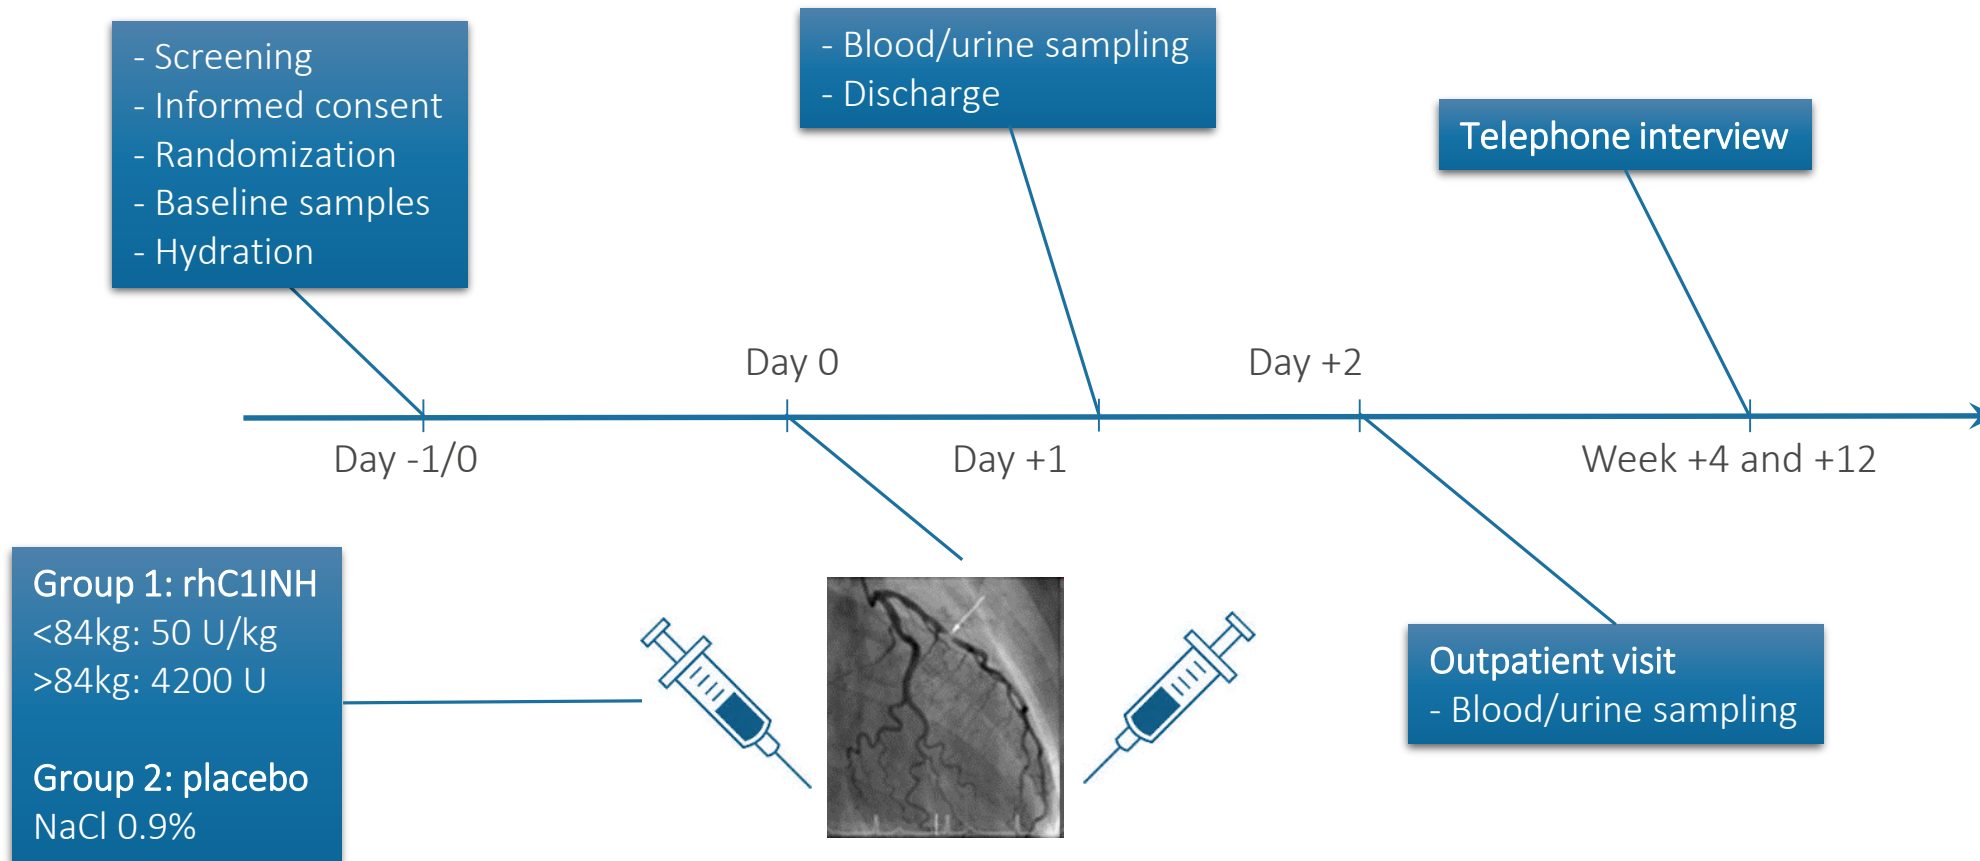 - Screening
- Informed consent
- Randomization
- Baseline samples
- Hydration
- Blood/urine sampling
- Discharge
Telephone interview
Day 0
Day +2
Day -1/0
Day +1
Week +4 and +12
Group 1: rhC1INH
<84kg: 50 U/kg
>84kg: 4200 U
Group 2: placebo
NaCl 0.9%
Outpatient visit
- Blood/urine sampling